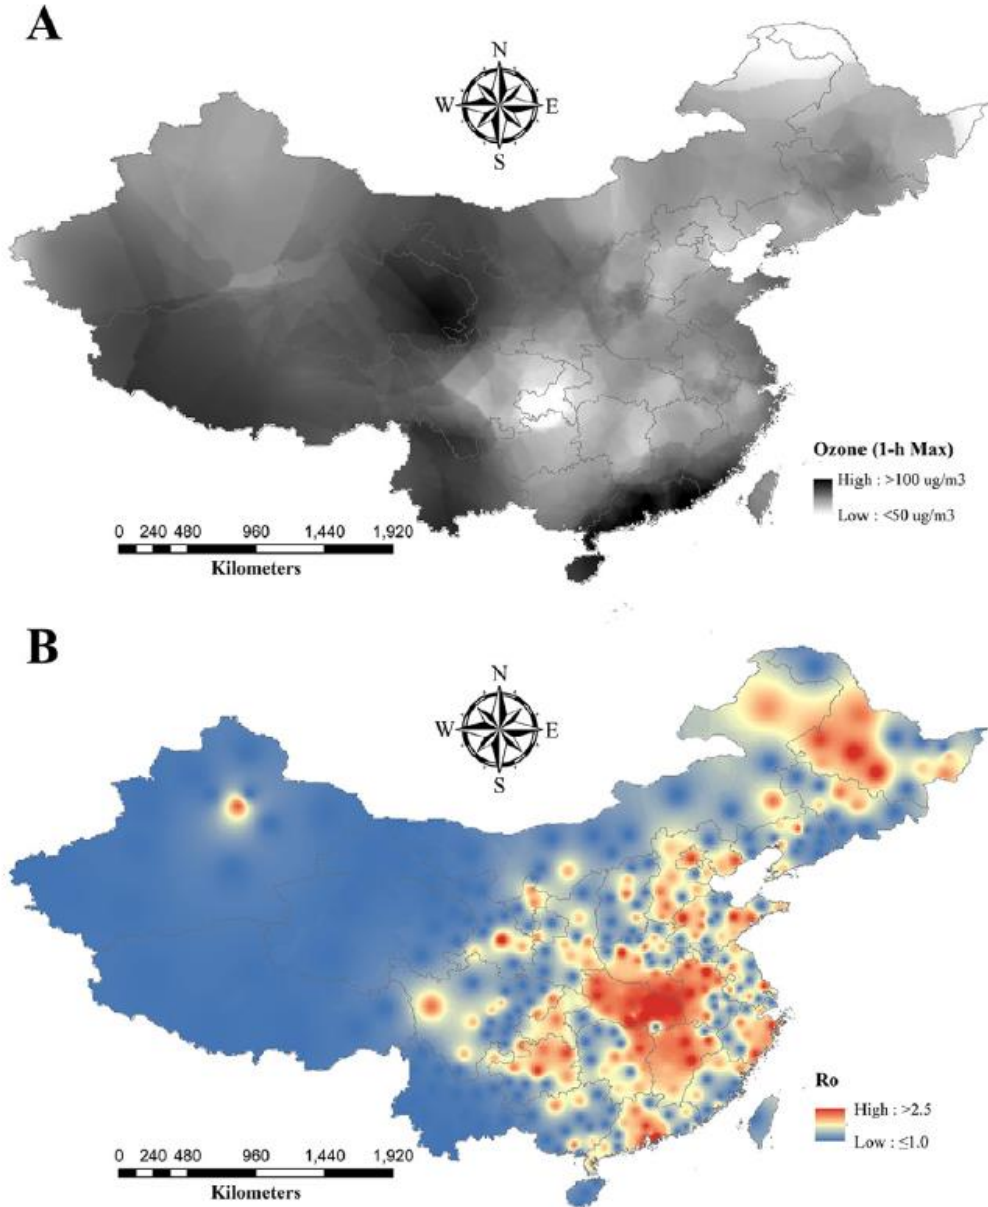 A
N
W E
S
Ozone (1-h Max)
High : >100 ug/m3
Low : <50 ug/m3
0 240 480 960 1,440 1,920
Kilometers
B
N
W E
S
Ro
High : >2.5
Low : ≤1.0
0 240 480 960 1,440 1,920
Kilometers